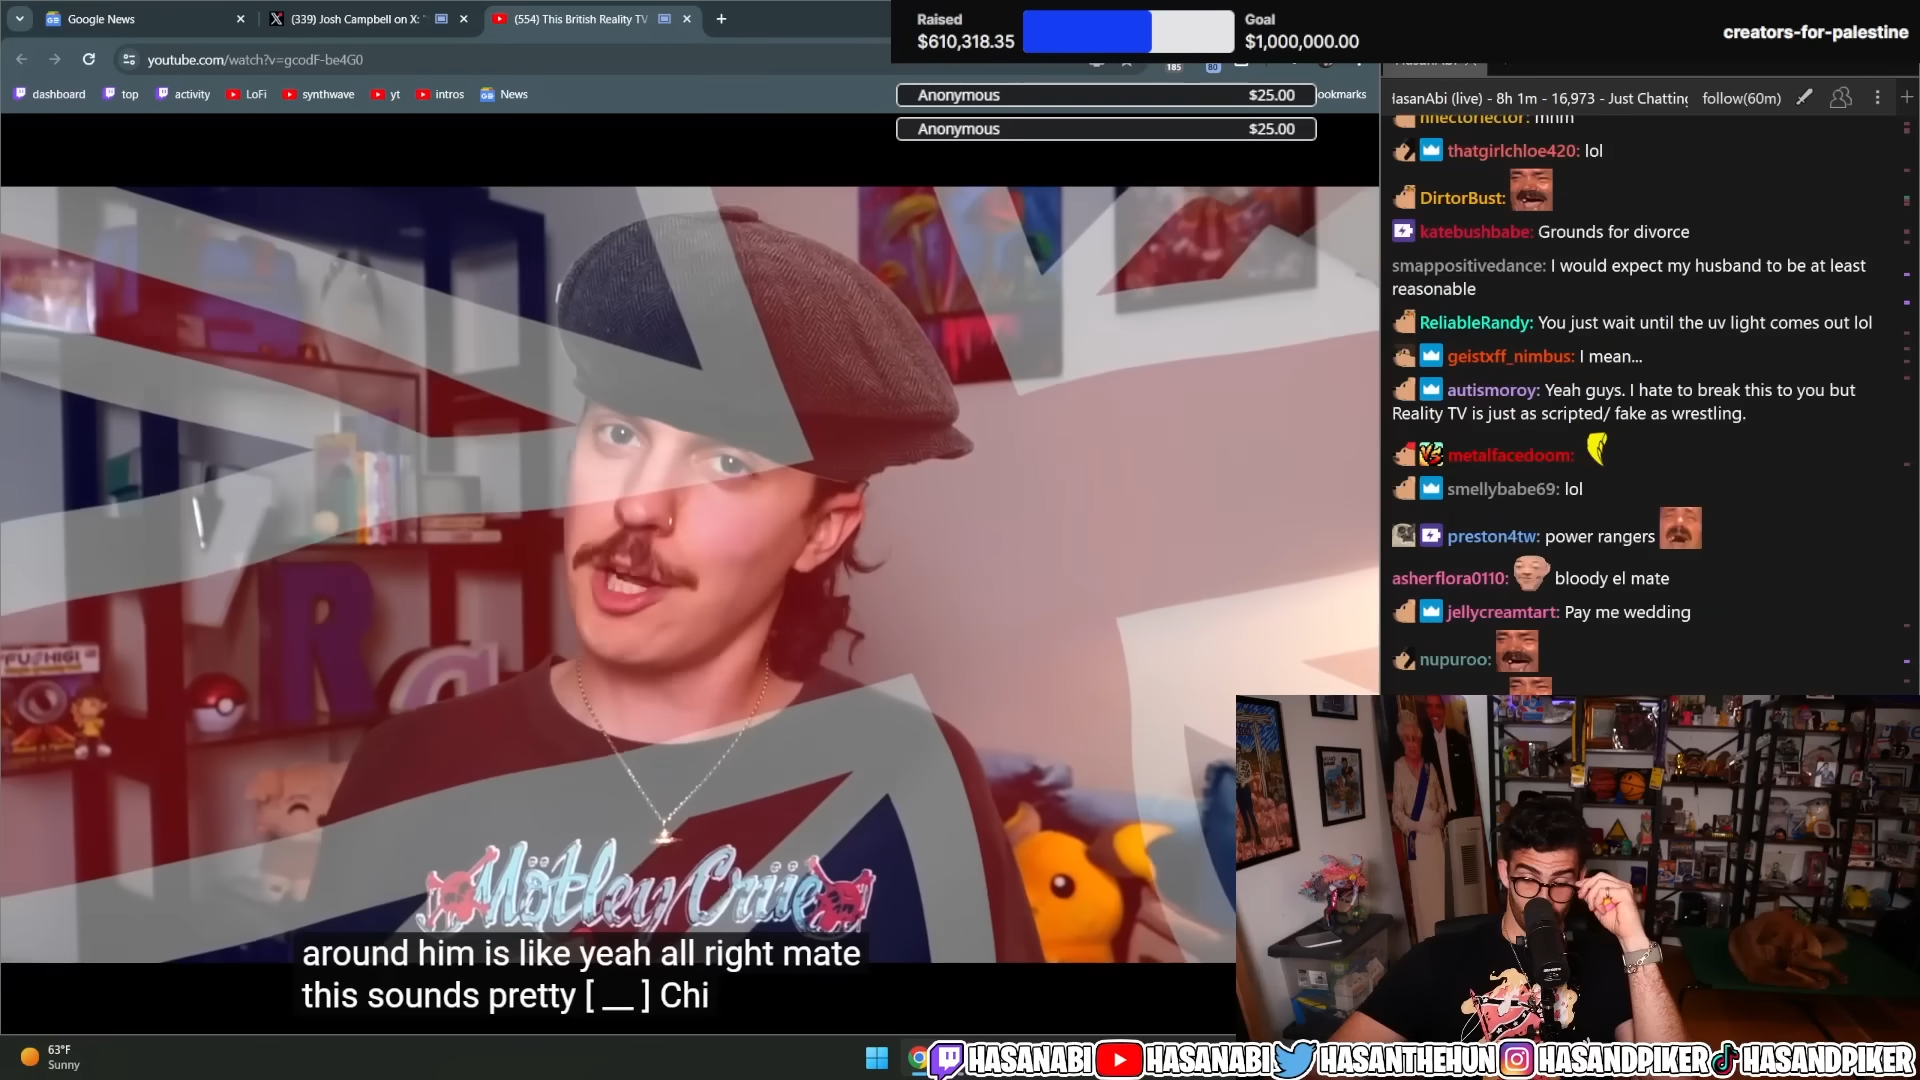 Google News
(339) Josh Campbell on X: "
(554) This British Reality TV
youtube.com/watch?v=gcodF-be4G0
185
80
dashboard
top
activity
LoFi
synthwave
yt
intros
News
ookmarks
Raised
$610,318.35
Goal
$1,000,000.00
creators-for-palestine
Anonymous $25.00
Anonymous $25.00
HasanAbi (live) - 8h 1m - 16,973 - Just Chatting
follow(60m)
nhectorlector: mhm
thatgirlchloe420: lol
DirtorBust:
katebushbabe: Grounds for divorce
smappositivedance: I would expect my husband to be at least
reasonable
ReliableRandy: You just wait until the uv light comes out lol
geistxff_nimbus: I mean...
autismoroy: Yeah guys. I hate to break this to you but
Reality TV is just as scripted/ fake as wrestling.
metalfacedoom:
smellybabe69: lol
preston4tw: power rangers
asherflora0110: bloody el mate
jellycreamtart: Pay me wedding
nupuroo:
FUSHIGI
R
Mötley Crüe
around him is like yeah all right mate
this sounds pretty [ __ ] Chi
63°F
Sunny
HASANABI
HASANABI
HASANTHEHUN
HASANDPIKER
HASANDPIKER